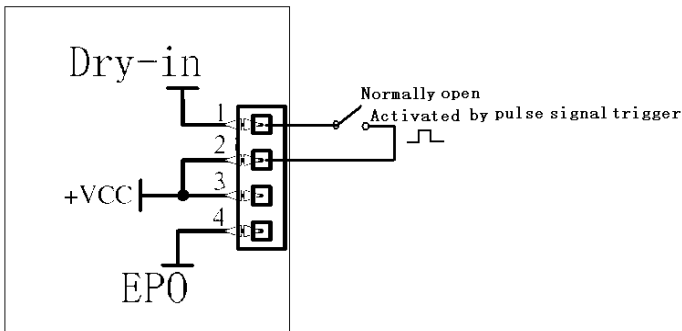 Dry-in
Normally open
1
Activated by pulse signal trigger
2
+VCC
3
4
EPO